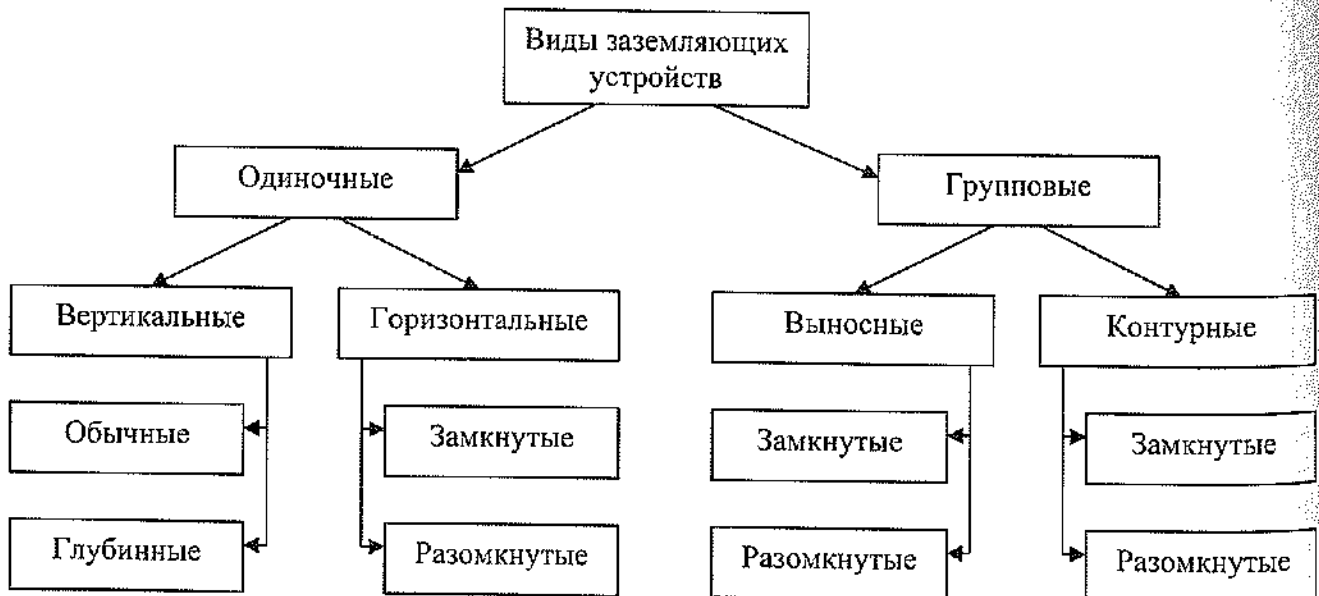 Виды заземляющих
устройств
Одиночные
Групповые
Вертикальные
Горизонтальные
Выносные
Контурные
Обычные
Замкнутые
Замкнутые
Замкнутые
Глубинные
Разомкнутые
Разомкнутые
Разомкнутые